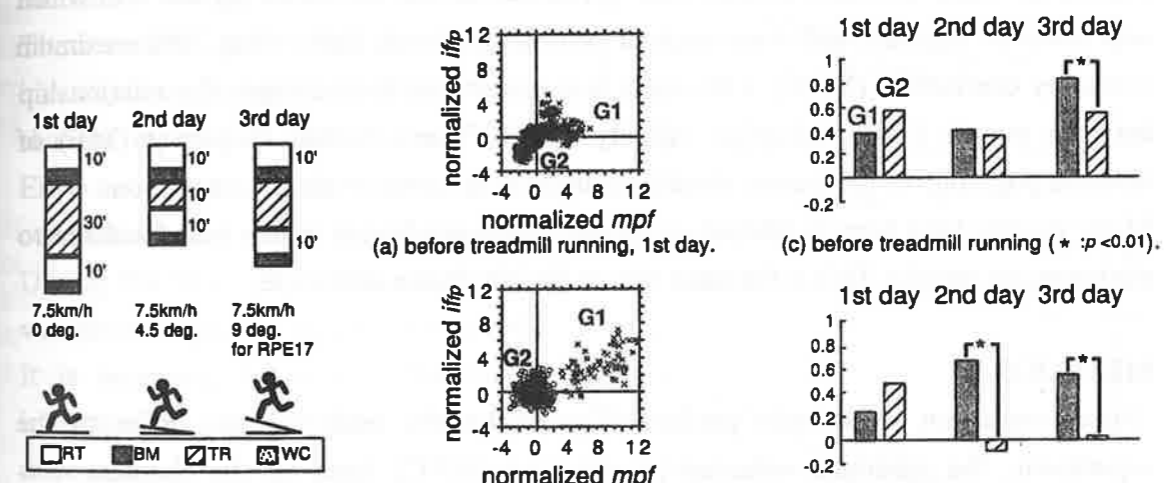 1st day 2nd day 3rd day
10' 10' 10'
30' 10'
10' 10' 10'
7.5km/h 7.5km/h 7.5km/h
0 deg. 4.5 deg. 9 deg.
for RPE17
RT BM TR WC
normalized iffp
12
8
4
0
-4
G1
G2
-4 0 4 8 12
normalized mpf
(a) before treadmill running, 1st day.
normalized iffp
12
8
4
0
-4
G1
G2
-4 0 4 8 12
normalized mpf
1st day 2nd day 3rd day
1
0.8
0.6
0.4
0.2
0
-0.2
G1 G2
*
(c) before treadmill running ( * :p <0.01).
1st day 2nd day 3rd day
1
0.8
0.6
0.4
0.2
0
-0.2
* *